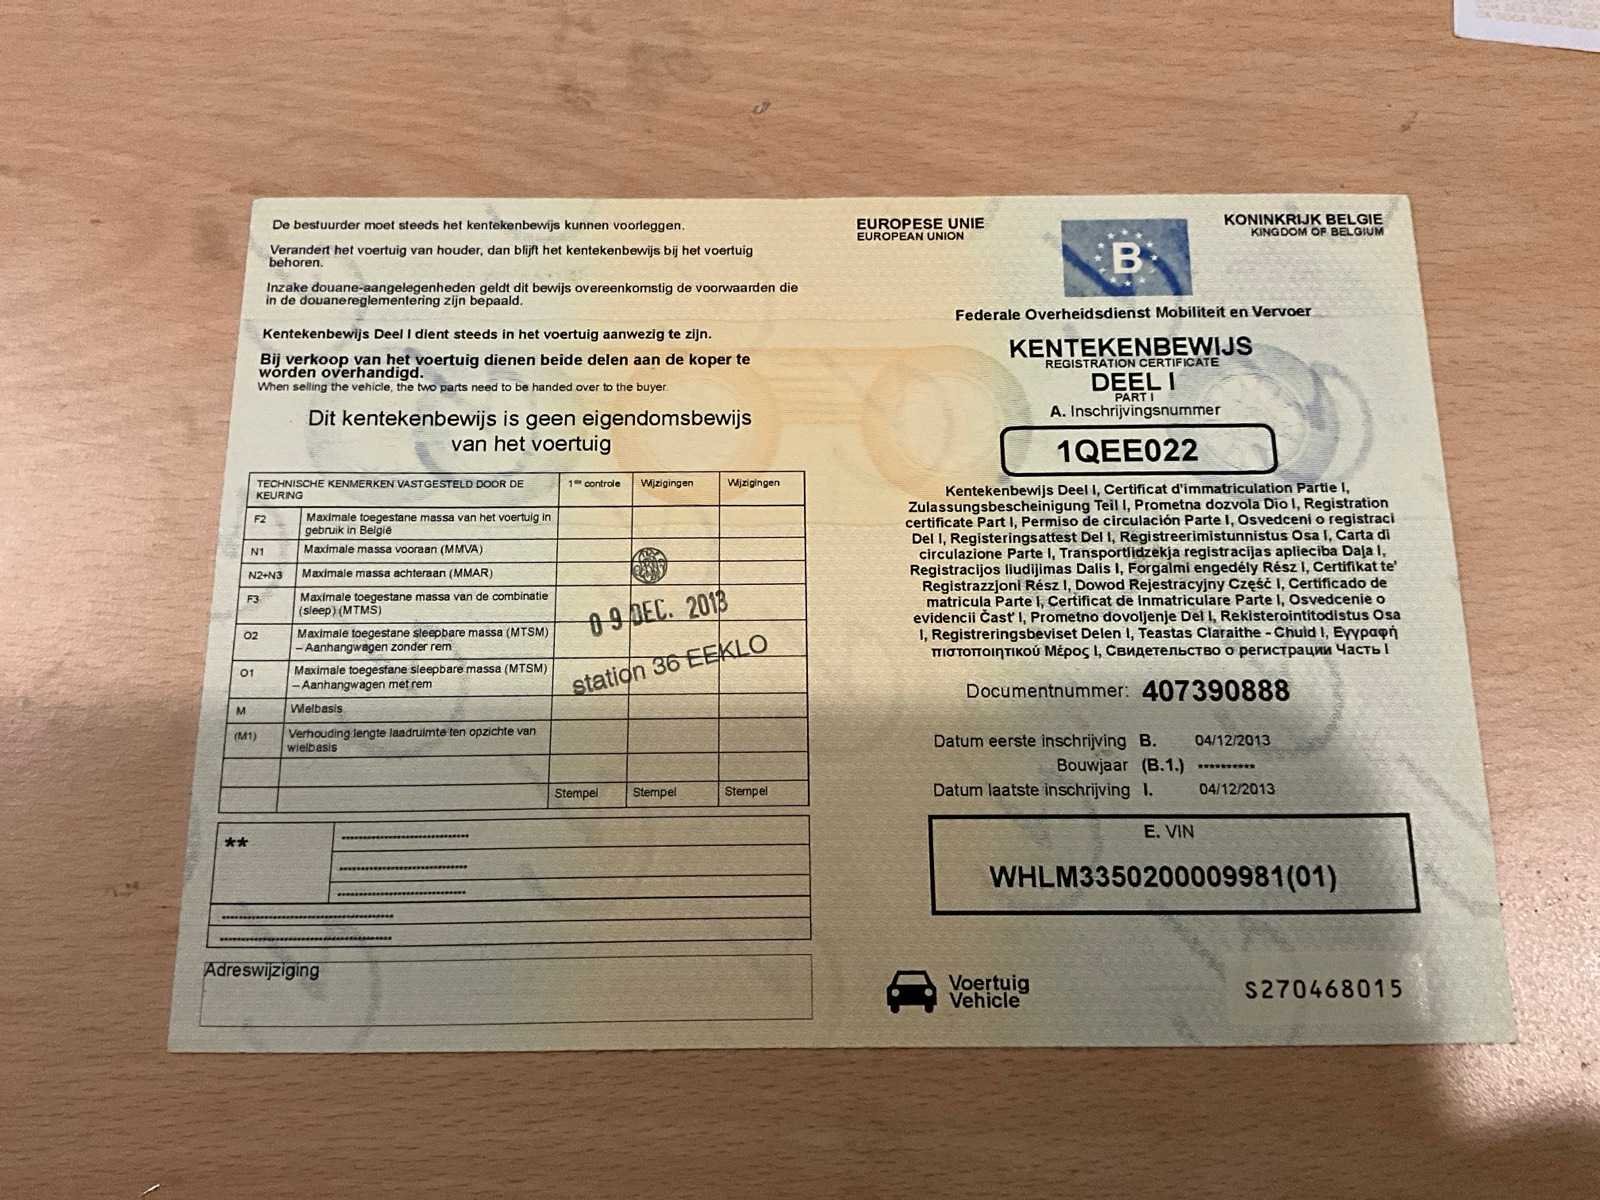 De bestuurder moet steeds het kentekenbewijs kunnen voorleggen.
Verandert het voertuig van houder, dan blijft het kentekenbewijs bij het voertuig
behoren.
Inzake douane-aangelegenheden geldt dit bewijs overeenkomstig de voorwaarden die
in de douanereglementering zijn bepaald.
Kentekenbewijs Deel I dient steeds in het voertuig aanwezig te zijn.
Bij verkoop van het voertuig dienen beide delen aan de koper te
worden overhandigd.
When selling the vehicle, the two parts need to be handed over to the buyer.
Dit kentekenbewijs is geen eigendomsbewijs
van het voertuig
TECHNISCHE KENMERKEN VASTGESTELD DOOR DE
KEURING
1ste controle
Wijzigingen
Wijzigingen
F2 Maximale toegestane massa van het voertuig in
gebruik in België
N1 Maximale massa vooraan (MMVA)
N2+N3 Maximale massa achteraan (MMAR)
F3 Maximale toegestane massa van de combinatie
(sleep) (MTMS)
O2 Maximale toegestane sleepbare massa (MTSM)
– Aanhangwagen zonder rem
O1 Maximale toegestane sleepbare massa (MTSM)
– Aanhangwagen met rem
M Wielbasis
(M1) Verhouding lengte laadruimte ten opzichte van
wielbasis
09 DEC. 2013
station 36 EEKLO
Stempel Stempel Stempel
**
Adreswijziging
EUROPESE UNIE
EUROPEAN UNION
B
KONINKRIJK BELGIE
KINGDOM OF BELGIUM
Federale Overheidsdienst Mobiliteit en Vervoer
KENTEKENBEWIJS
REGISTRATION CERTIFICATE
DEEL I
PART I
A. Inschrijvingsnummer
1QEE022
Kentekenbewijs Deel I, Certificat d'immatriculation Partie I,
Zulassungsbescheinigung Teil I, Prometna dozvola Dio I, Registration
certificate Part I, Permiso de circulación Parte I, Osvedceni o registraci
Del I, Registeringsattest Del I, Registreerimistunnistus Osa I, Carta di
circulazione Parte I, Transportlidzekja registracijas aplieciba Daļa I,
Registracijos liudijimas Dalis I, Forgalmi engedély Rész I, Certifikat te'
Registrazzjoni Rész I, Dowod Rejestracyjny Część I, Certificado de
matricula Parte I, Certificat de Inmatriculare Parte I, Osvedcenie o
evidencii Čast' I, Prometno dovoljenje Del I, Rekisterointitodistus Osa
I, Registreringsbeviset Delen I, Teastas Claraithe - Chuid I, Εγγραφή
πιστοποιητικού Μέρος I, Свидетельство о регистрации Часть I
Documentnummer: 407390888
Datum eerste inschrijving B. 04/12/2013
Bouwjaar (B.1.) **********
Datum laatste inschrijving I. 04/12/2013
E. VIN
WHLM3350200009981(01)
Voertuig
Vehicle
S270468015